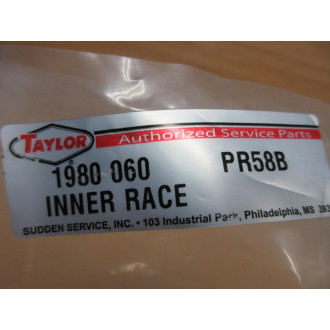 TAYLOR
Authorized Service Parts
1980 060 PR58B
INNER RACE
SUDDEN SERVICE, INC. • 103 Industrial Park, Philadelphia, MS